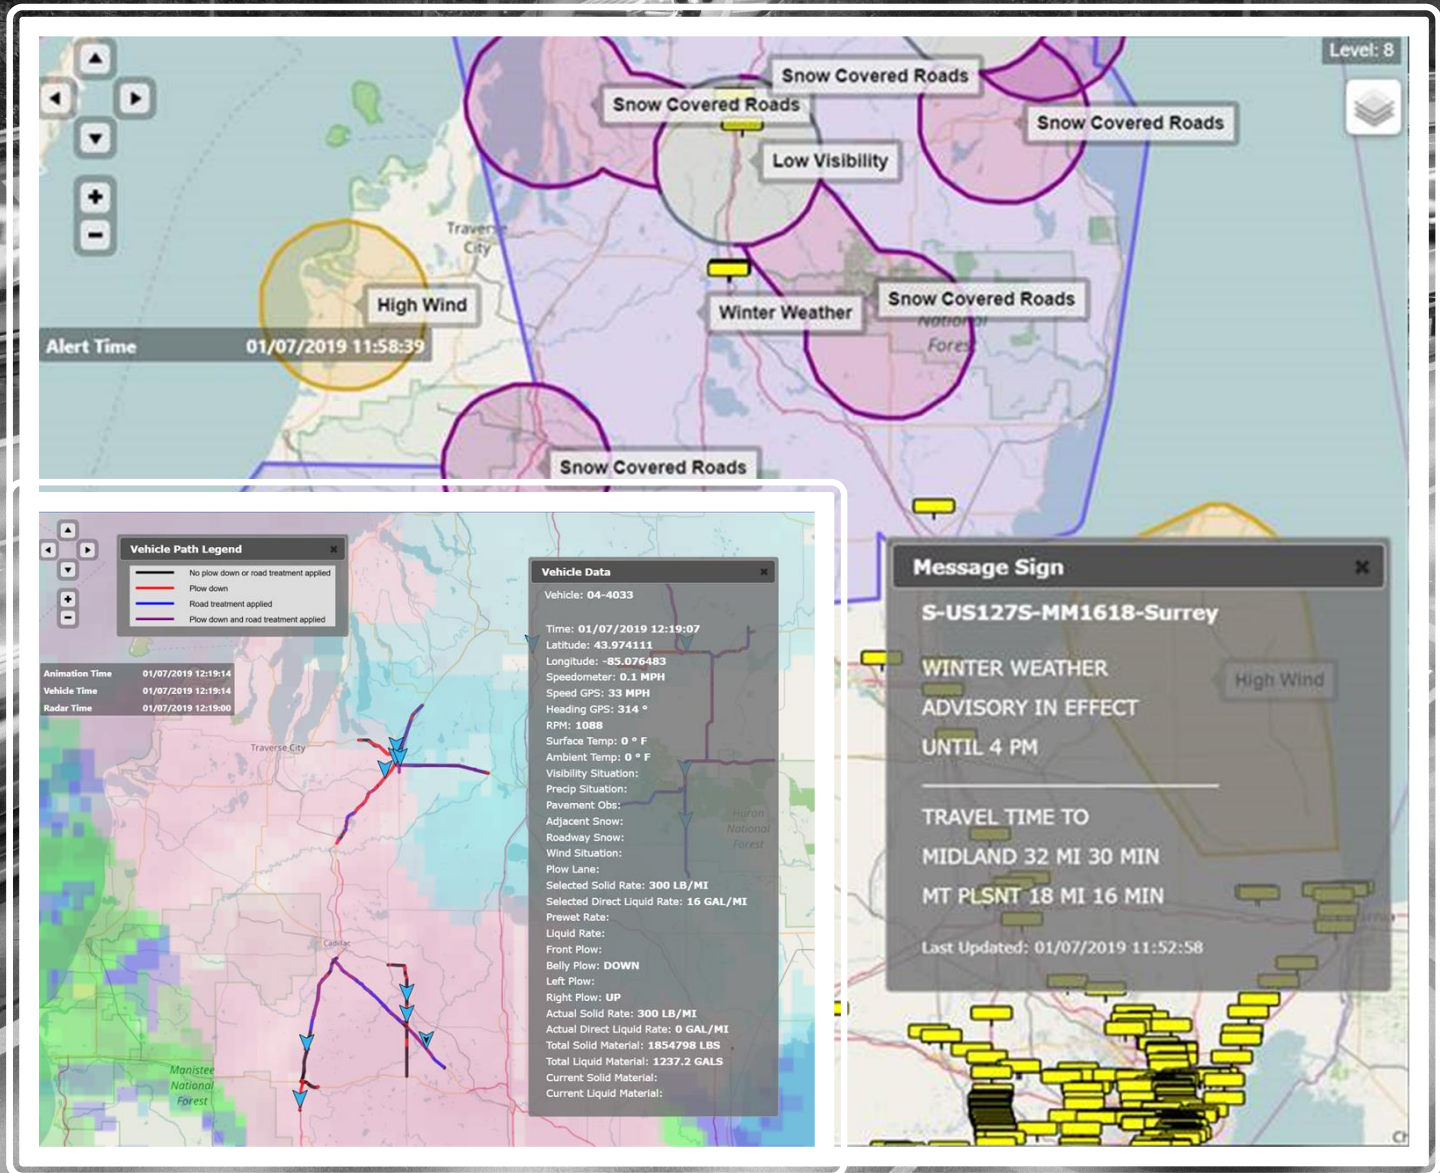 Level: 8
Snow Covered Roads
Snow Covered Roads
Snow Covered Roads
Low Visibility
Traverse
City
High Wind
Snow Covered Roads
Winter Weather
National
Forest
Alert Time 01/07/2019 11:58:39
Snow Covered Roads
Vehicle Path Legend
No plow down or road treatment applied
Plow down
Road treatment applied
Plow down and road treatment applied
Animation Time 01/07/2019 12:19:14
Vehicle Time 01/07/2019 12:19:14
Radar Time 01/07/2019 12:19:00
Traverse City
Cadillac
Manistee
National
Forest
Huron
National
Forest
Vehicle Data
Vehicle: 04-4033
Time: 01/07/2019 12:19:07
Latitude: 43.974111
Longitude: -85.076483
Speedometer: 0.1 MPH
Speed GPS: 33 MPH
Heading GPS: 314 °
RPM: 1088
Surface Temp: 0 ° F
Ambient Temp: 0 ° F
Visibility Situation:
Precip Situation:
Pavement Obs:
Adjacent Snow:
Roadway Snow:
Wind Situation:
Plow Lane:
Selected Solid Rate: 300 LB/MI
Selected Direct Liquid Rate: 16 GAL/MI
Prewet Rate:
Liquid Rate:
Front Plow:
Belly Plow: DOWN
Left Plow:
Right Plow: UP
Actual Solid Rate: 300 LB/MI
Actual Direct Liquid Rate: 0 GAL/MI
Total Solid Material: 1854798 LBS
Total Liquid Material: 1237.2 GALS
Current Solid Material:
Current Liquid Material:
Message Sign
S-US127S-MM1618-Surrey
WINTER WEATHER
ADVISORY IN EFFECT
UNTIL 4 PM
High Wind
TRAVEL TIME TO
MIDLAND 32 MI 30 MIN
MT PLSNT 18 MI 16 MIN
Last Updated: 01/07/2019 11:52:58